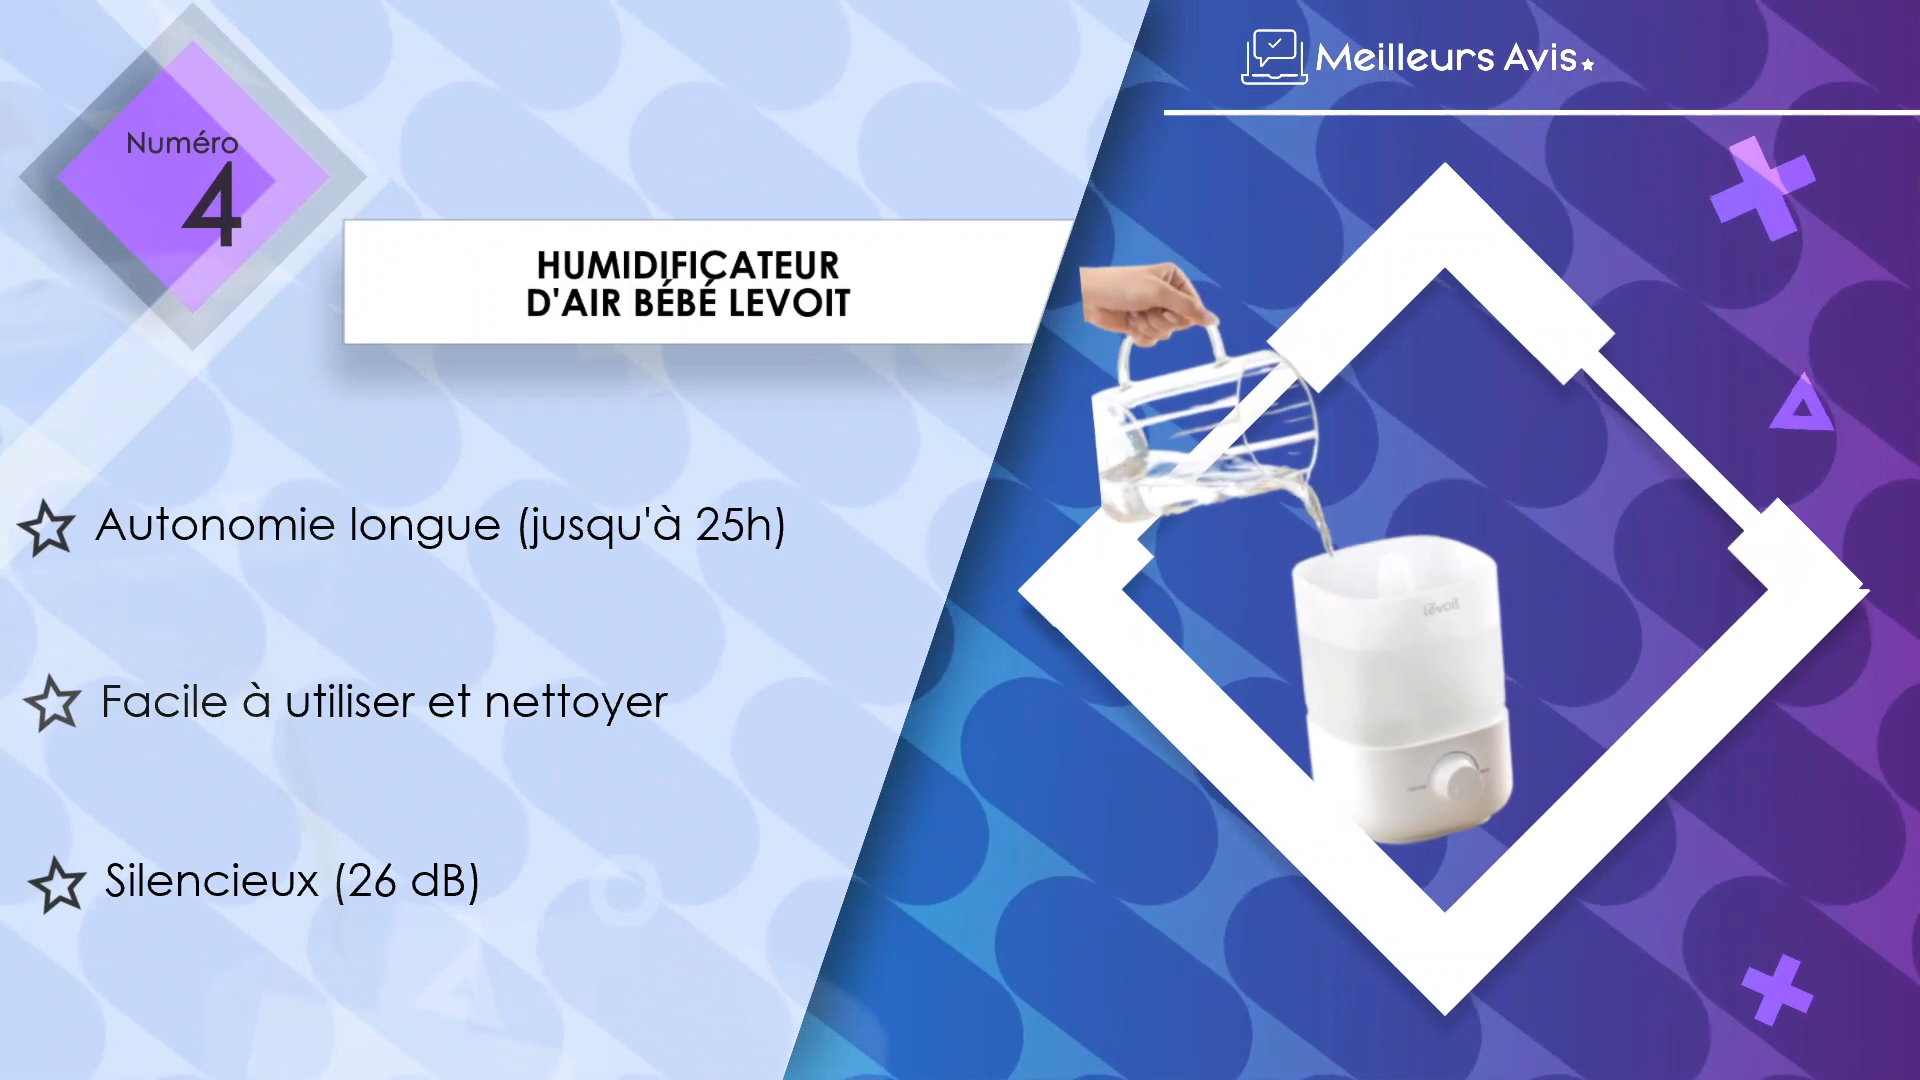 Numéro
4
Meilleurs Avis
HUMIDIFICATEUR
D'AIR BÉBÉ LEVOIT
Autonomie longue (jusqu'à 25h)
Facile à utiliser et nettoyer
Silencieux (26 dB)
levoit